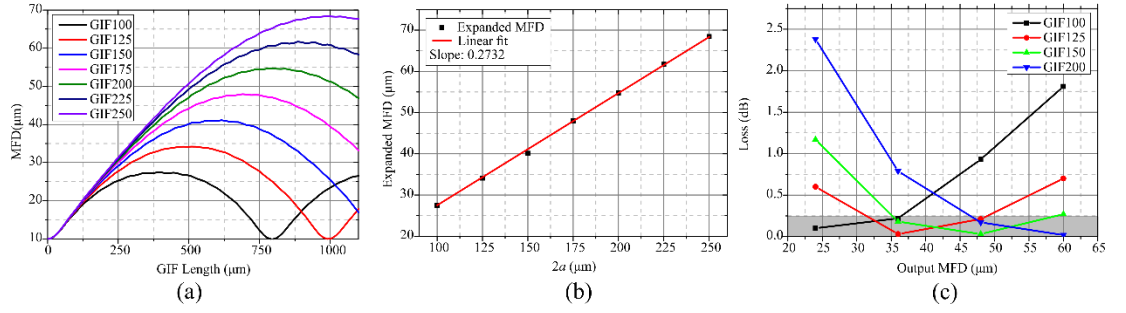 70
60
50
40
30
20
10
0
250
500
750
1000
MFD(μm)
GIF Length (μm)
GIF100
GIF125
GIF150
GIF175
GIF200
GIF225
GIF250
(a)
Expanded MFD
Linear fit
Slope: 0.2732
70
60
50
40
30
20
100
125
150
175
200
225
250
Expanded MFD (μm)
2a (μm)
(b)
GIF100
GIF125
GIF150
GIF200
2.5
2.0
1.5
1.0
0.5
0.0
20
25
30
35
40
45
50
55
60
65
Loss (dB)
Output MFD (μm)
(c)